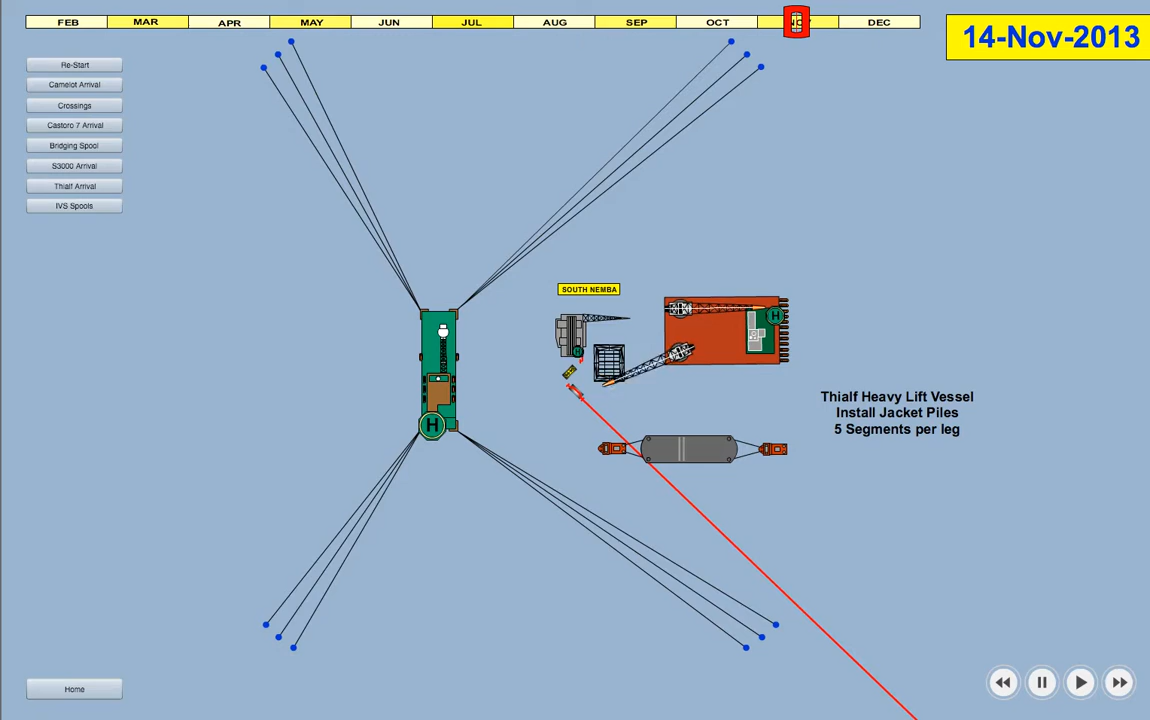 FEB MAR APR MAY JUN JUL AUG SEP OCT NOV DEC
14-Nov-2013
Re-Start
Camelot Arrival
Crossings
Castoro 7 Arrival
Bridging Spool
S3000 Arrival
Thialf Arrival
IVS Spools
SOUTH NEMBA
H
H
H
Thialf Heavy Lift Vessel
Install Jacket Piles
5 Segments per leg
Home